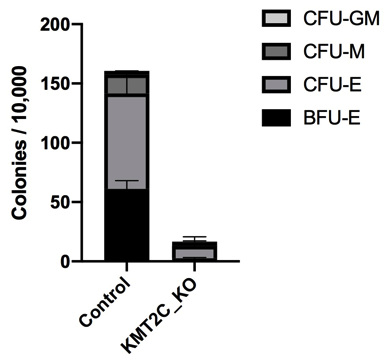 Colonies / 10,000
200
150
100
50
0
Control
KMT2C_KO
CFU-GM
CFU-M
CFU-E
BFU-E